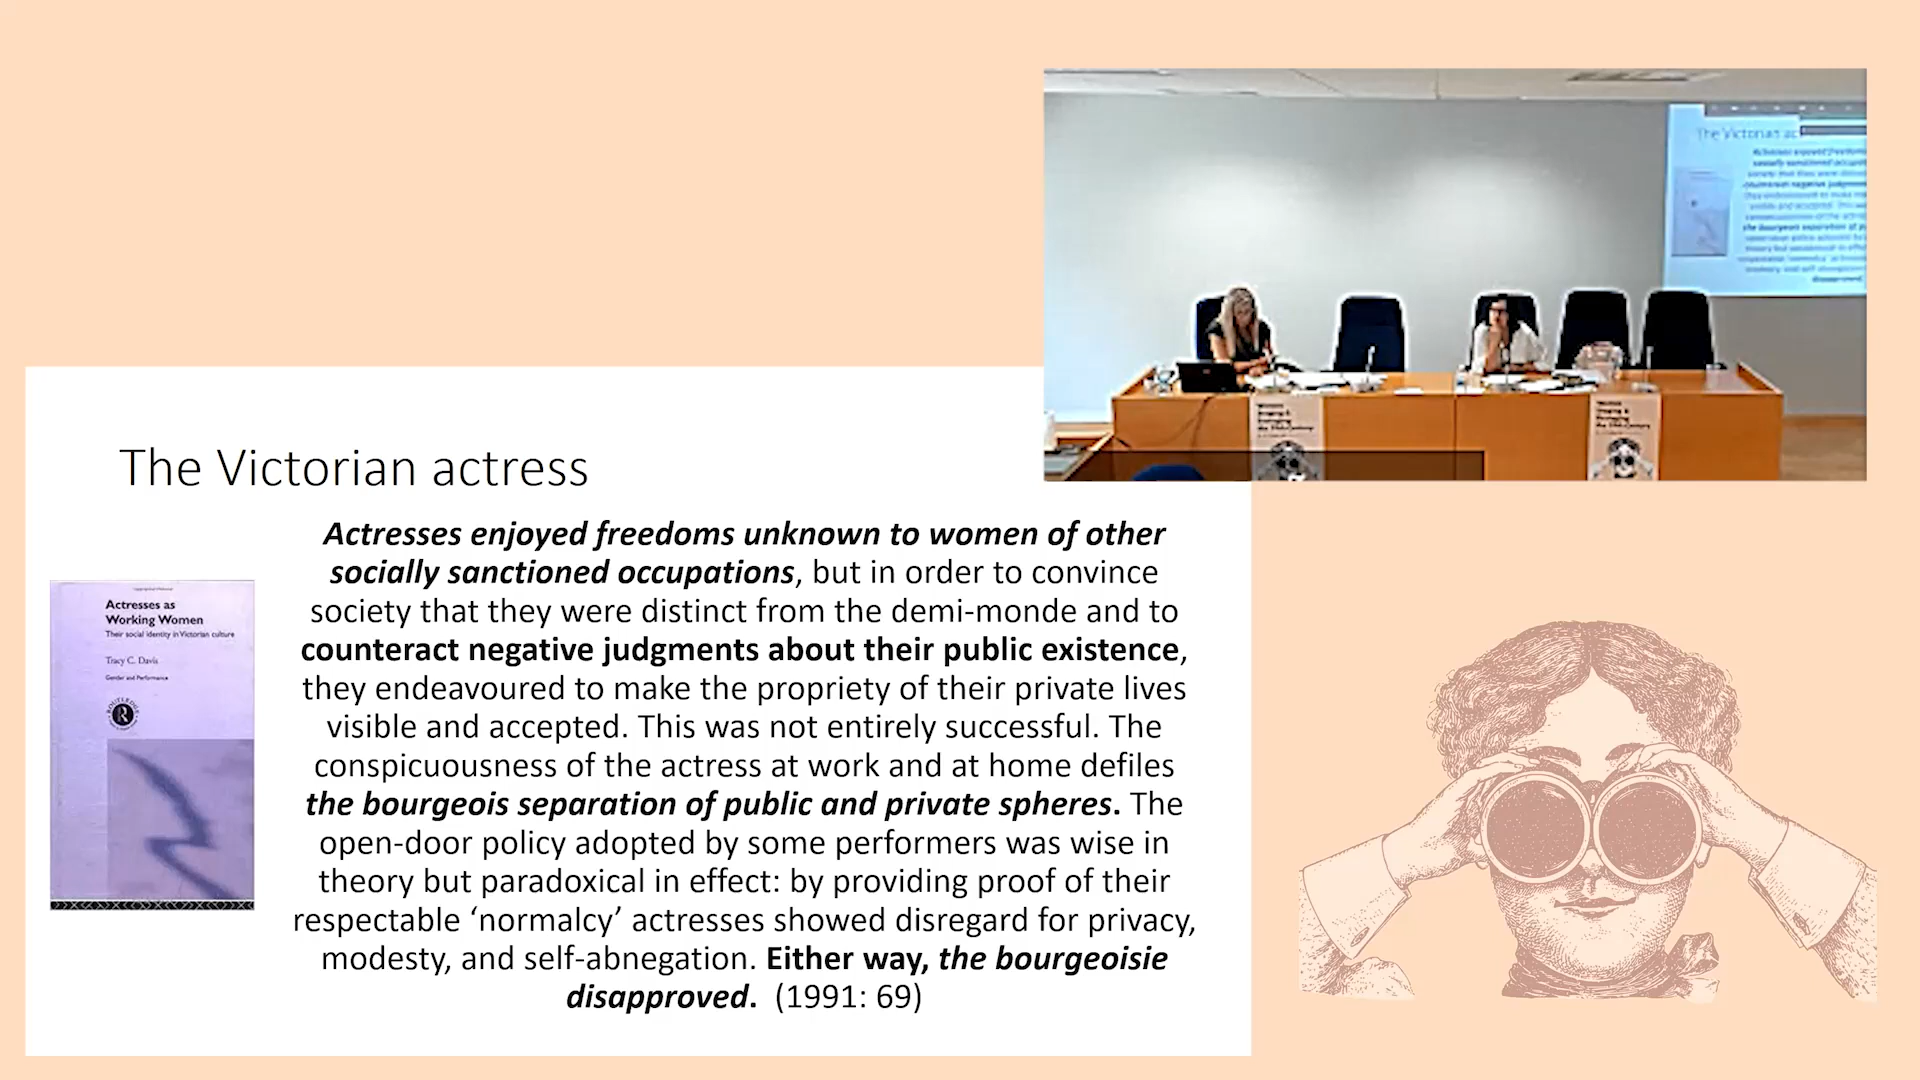 The Victorian actress
Actresses enjoyed freedoms unknown to women of other
socially sanctioned occupations, but in order to convince
society that they were distinct from the demi-monde and to
counteract negative judgments about their public existence,
they endeavoured to make the propriety of their private lives
visible and accepted. This was not entirely successful. The
conspicuousness of the actress at work and at home defiles
the bourgeois separation of public and private spheres. The
open-door policy adopted by some performers was wise in
theory but paradoxical in effect: by providing proof of their
respectable ‘normalcy’ actresses showed disregard for privacy,
modesty, and self-abnegation. Either way, the bourgeoisie
disapproved. (1991: 69)
Actresses as
Working Women
Their social identity in Victorian culture
Tracy C. Davis
Gender and Performance
ROUTLEDGE
R
The Victorian ac